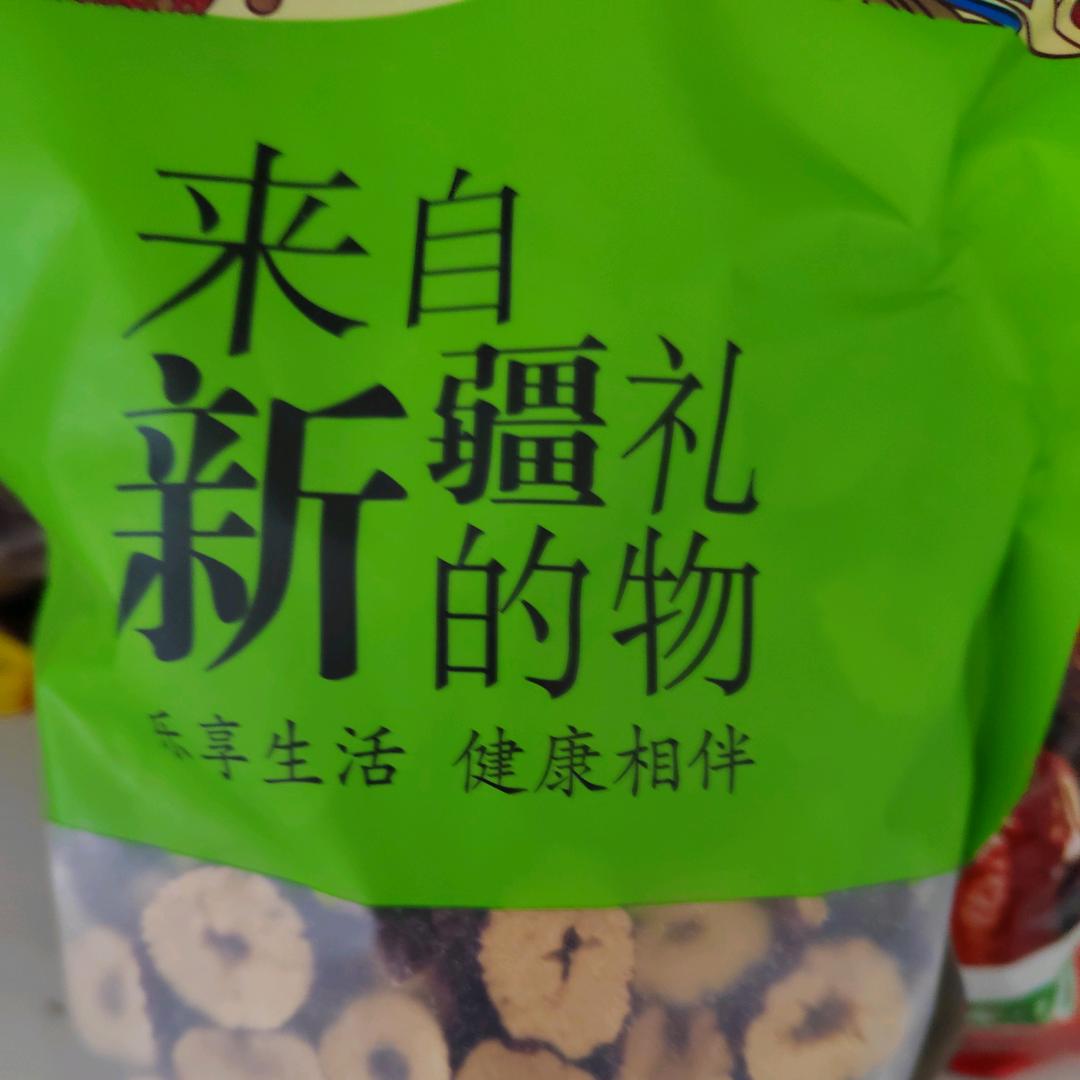 来自
新疆的礼物
乐享生活 健康相伴